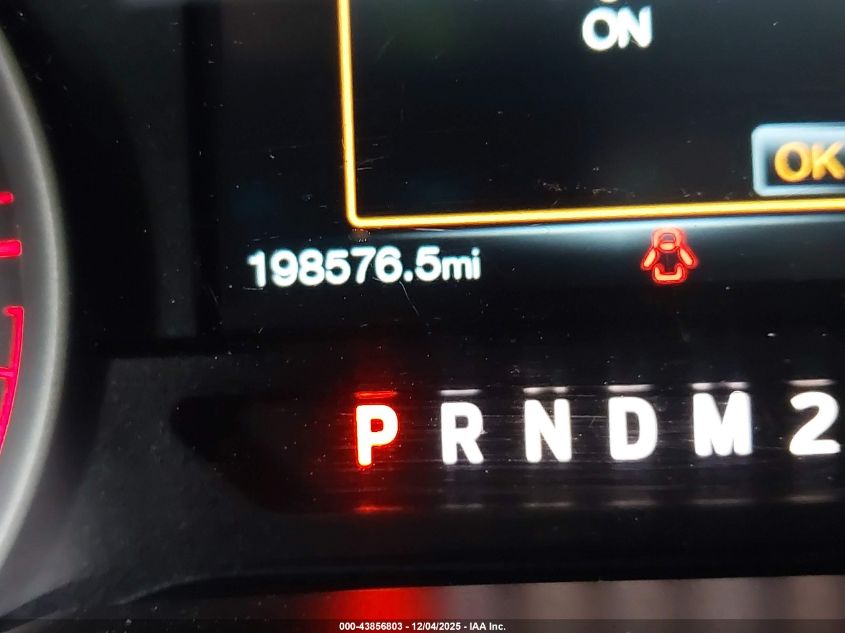 ON
OK
198576.5mi
P R N D M 2
000-43856803 - 12/04/2025 - IAA Inc.